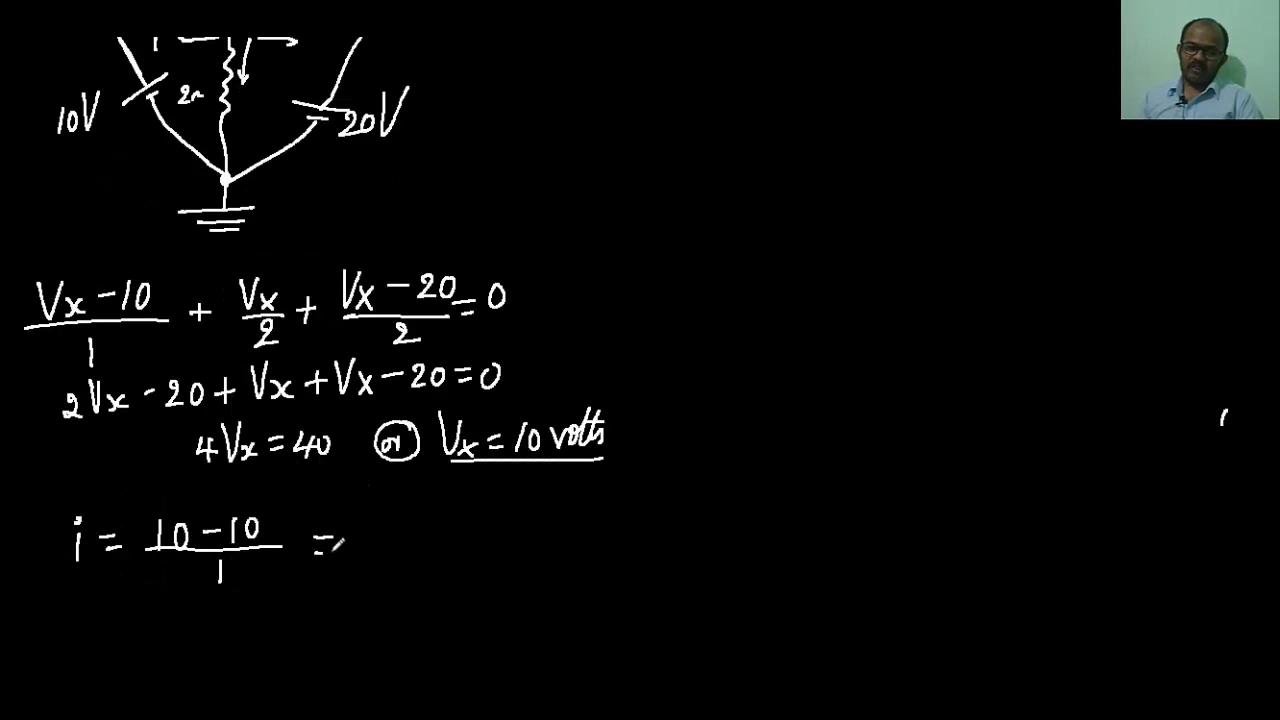 10V 2Ω 20V
Vx - 10 / 1 + Vx / 2 + Vx - 20 / 2 = 0
2Vx - 20 + Vx + Vx - 20 = 0
4Vx = 40 or Vx = 10 volts
i = 10 - 10 / 1 =